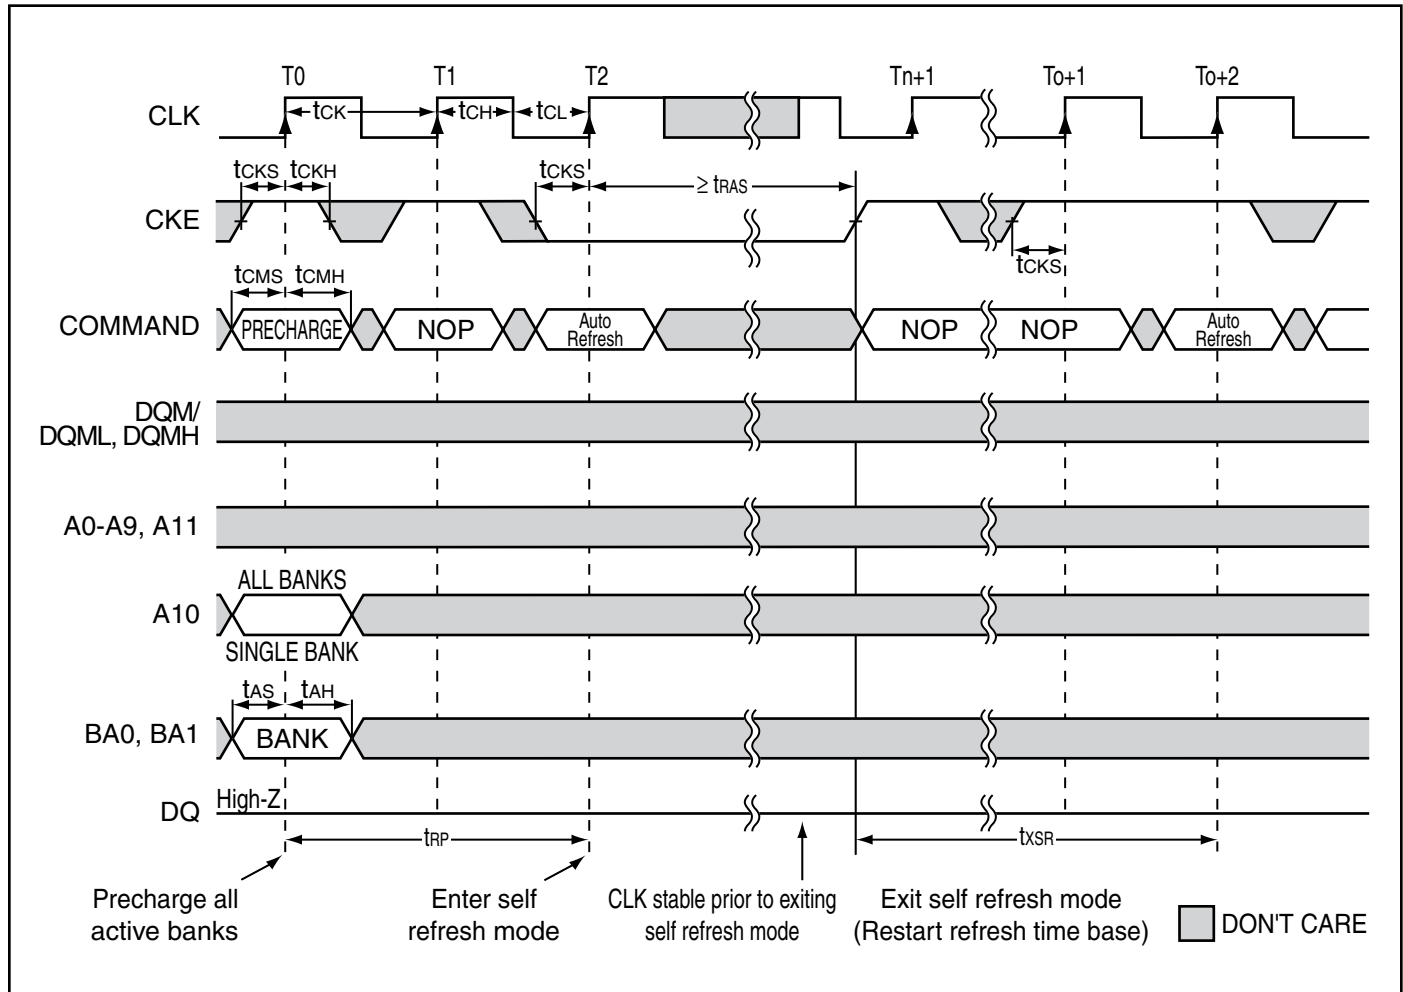 T0 T1 T2 Tn+1 To+1 To+2
CLK tCK tCH tCL
tCKS tCKH tCKS ≥ tRAS
CKE
tCKS
tCMS tCMH
COMMAND PRECHARGE NOP Auto Refresh NOP NOP Auto Refresh
DQM/
DQML, DQMH
A0-A9, A11
ALL BANKS
A10
SINGLE BANK
tAS tAH
BA0, BA1 BANK
DQ High-Z
tRP tXSR
Precharge all
active banks
Enter self
refresh mode
CLK stable prior to exiting
self refresh mode
Exit self refresh mode
(Restart refresh time base)
DON'T CARE